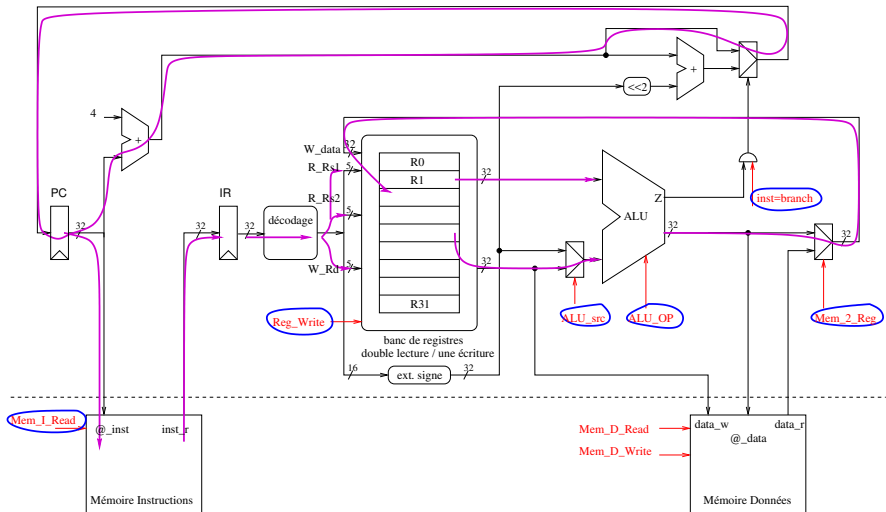 4
+
+
<<2
W_data
32
R_Rs1
5
R0
R1
32
PC
IR
R_Rs2
décodage
5
Z
ALU
inst=branch
32
32
32
32
W_Rd
5
32
R31
Reg_Write
ALU_src
ALU_OP
Mem_2_Reg
banc de registres
double lecture / une écriture
16
ext. signe
32
Mem_I_Read
@_inst
inst_r
Mem_D_Read
data_w
data_r
@_data
Mem_D_Write
Mémoire Instructions
Mémoire Données